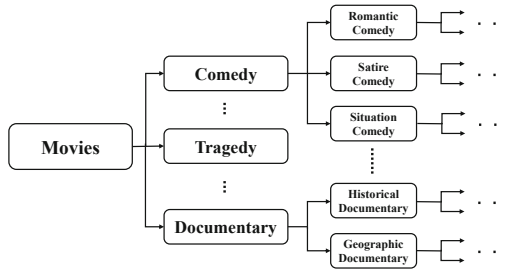 Movies
Comedy
Tragedy
Documentary
Romantic
Comedy
Satire
Comedy
Situation
Comedy
Historical
Documentary
Geographic
Documentary